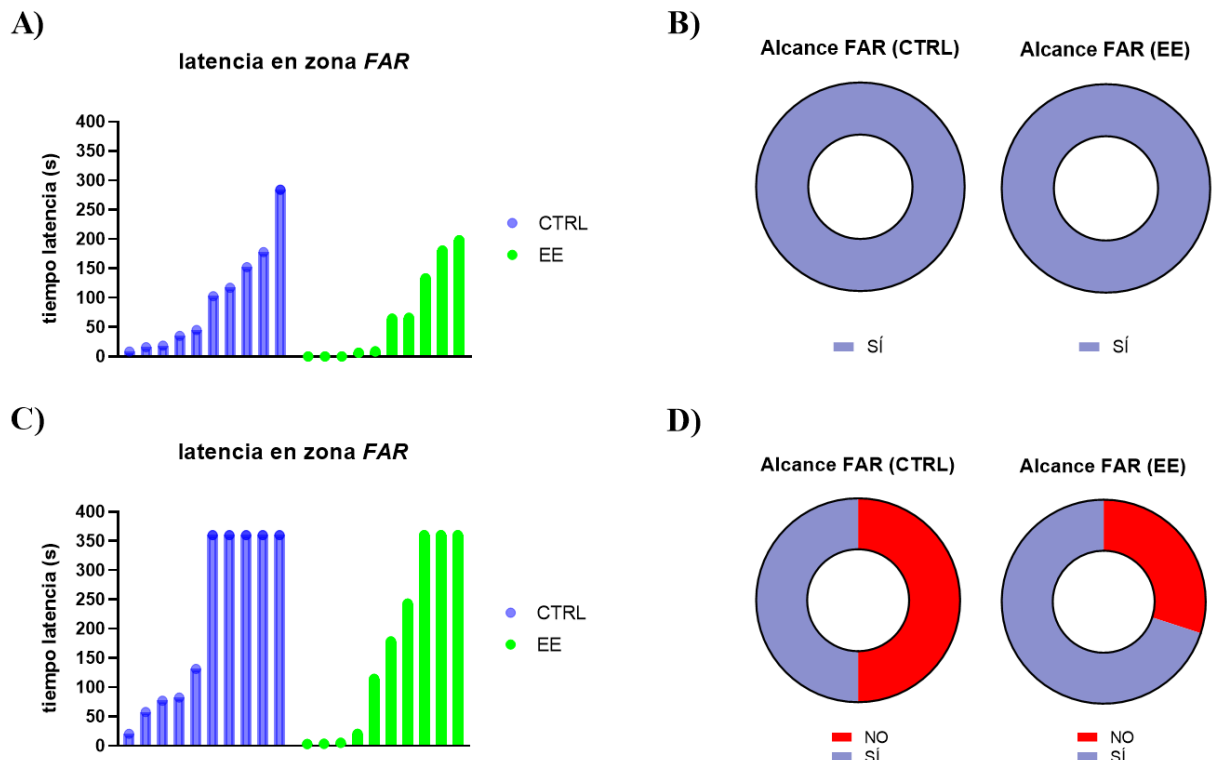 A)
latencia en zona FAR
tiempo latencia (s)
400
350
300
250
200
150
100
50
0
CTRL
EE
B)
Alcance FAR (CTRL)
SÍ
Alcance FAR (EE)
SÍ
C)
latencia en zona FAR
tiempo latencia (s)
400
350
300
250
200
150
100
50
0
CTRL
EE
D)
Alcance FAR (CTRL)
NO
SÍ
Alcance FAR (EE)
NO
SÍ